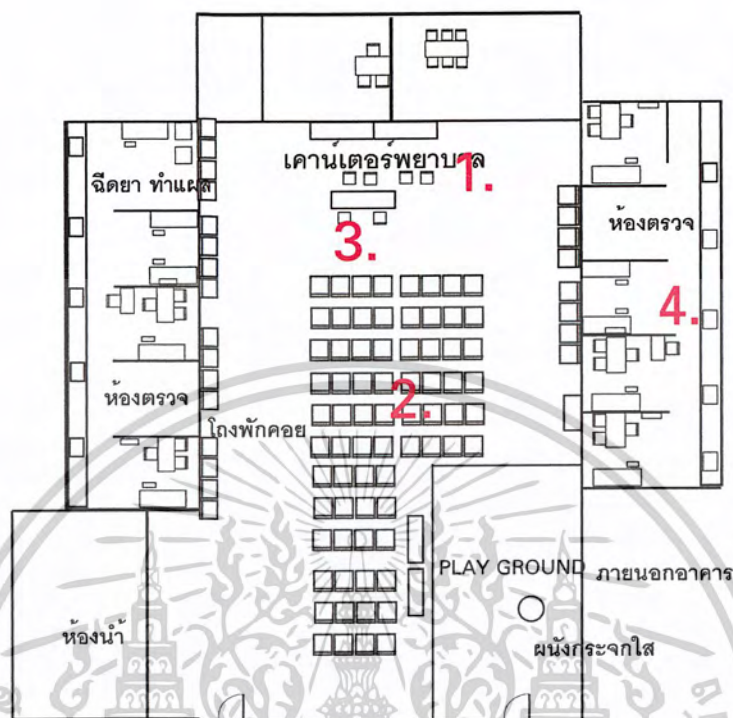 เคาน์เตอร์พยาบาล
1.
ฉีดยา ทำแผล
ห้องตรวจ
3.
4.
2.
ห้องตรวจ
โถงพักคอย
PLAY GROUND
ภายนอกอาคาร
ห้องน้ำ
ผนังกระจกใส